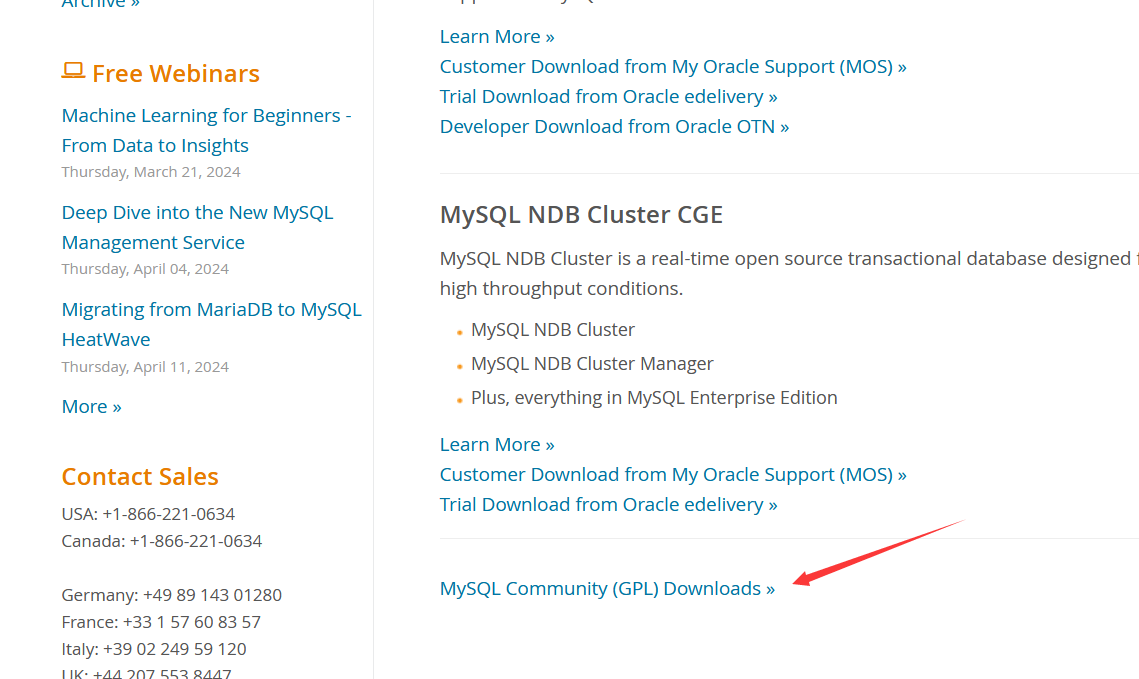 Archive »
Free Webinars
Machine Learning for Beginners -
From Data to Insights
Thursday, March 21, 2024
Deep Dive into the New MySQL
Management Service
Thursday, April 04, 2024
Migrating from MariaDB to MySQL
HeatWave
Thursday, April 11, 2024
More »
Contact Sales
USA: +1-866-221-0634
Canada: +1-866-221-0634
Germany: +49 89 143 01280
France: +33 1 57 60 83 57
Italy: +39 02 249 59 120
UK: +44 207 553 8447
Learn More »
Customer Download from My Oracle Support (MOS) »
Trial Download from Oracle edelivery »
Developer Download from Oracle OTN »
MySQL NDB Cluster CGE
MySQL NDB Cluster is a real-time open source transactional database designed
high throughput conditions.
• MySQL NDB Cluster
• MySQL NDB Cluster Manager
• Plus, everything in MySQL Enterprise Edition
Learn More »
Customer Download from My Oracle Support (MOS) »
Trial Download from Oracle edelivery »
MySQL Community (GPL) Downloads »